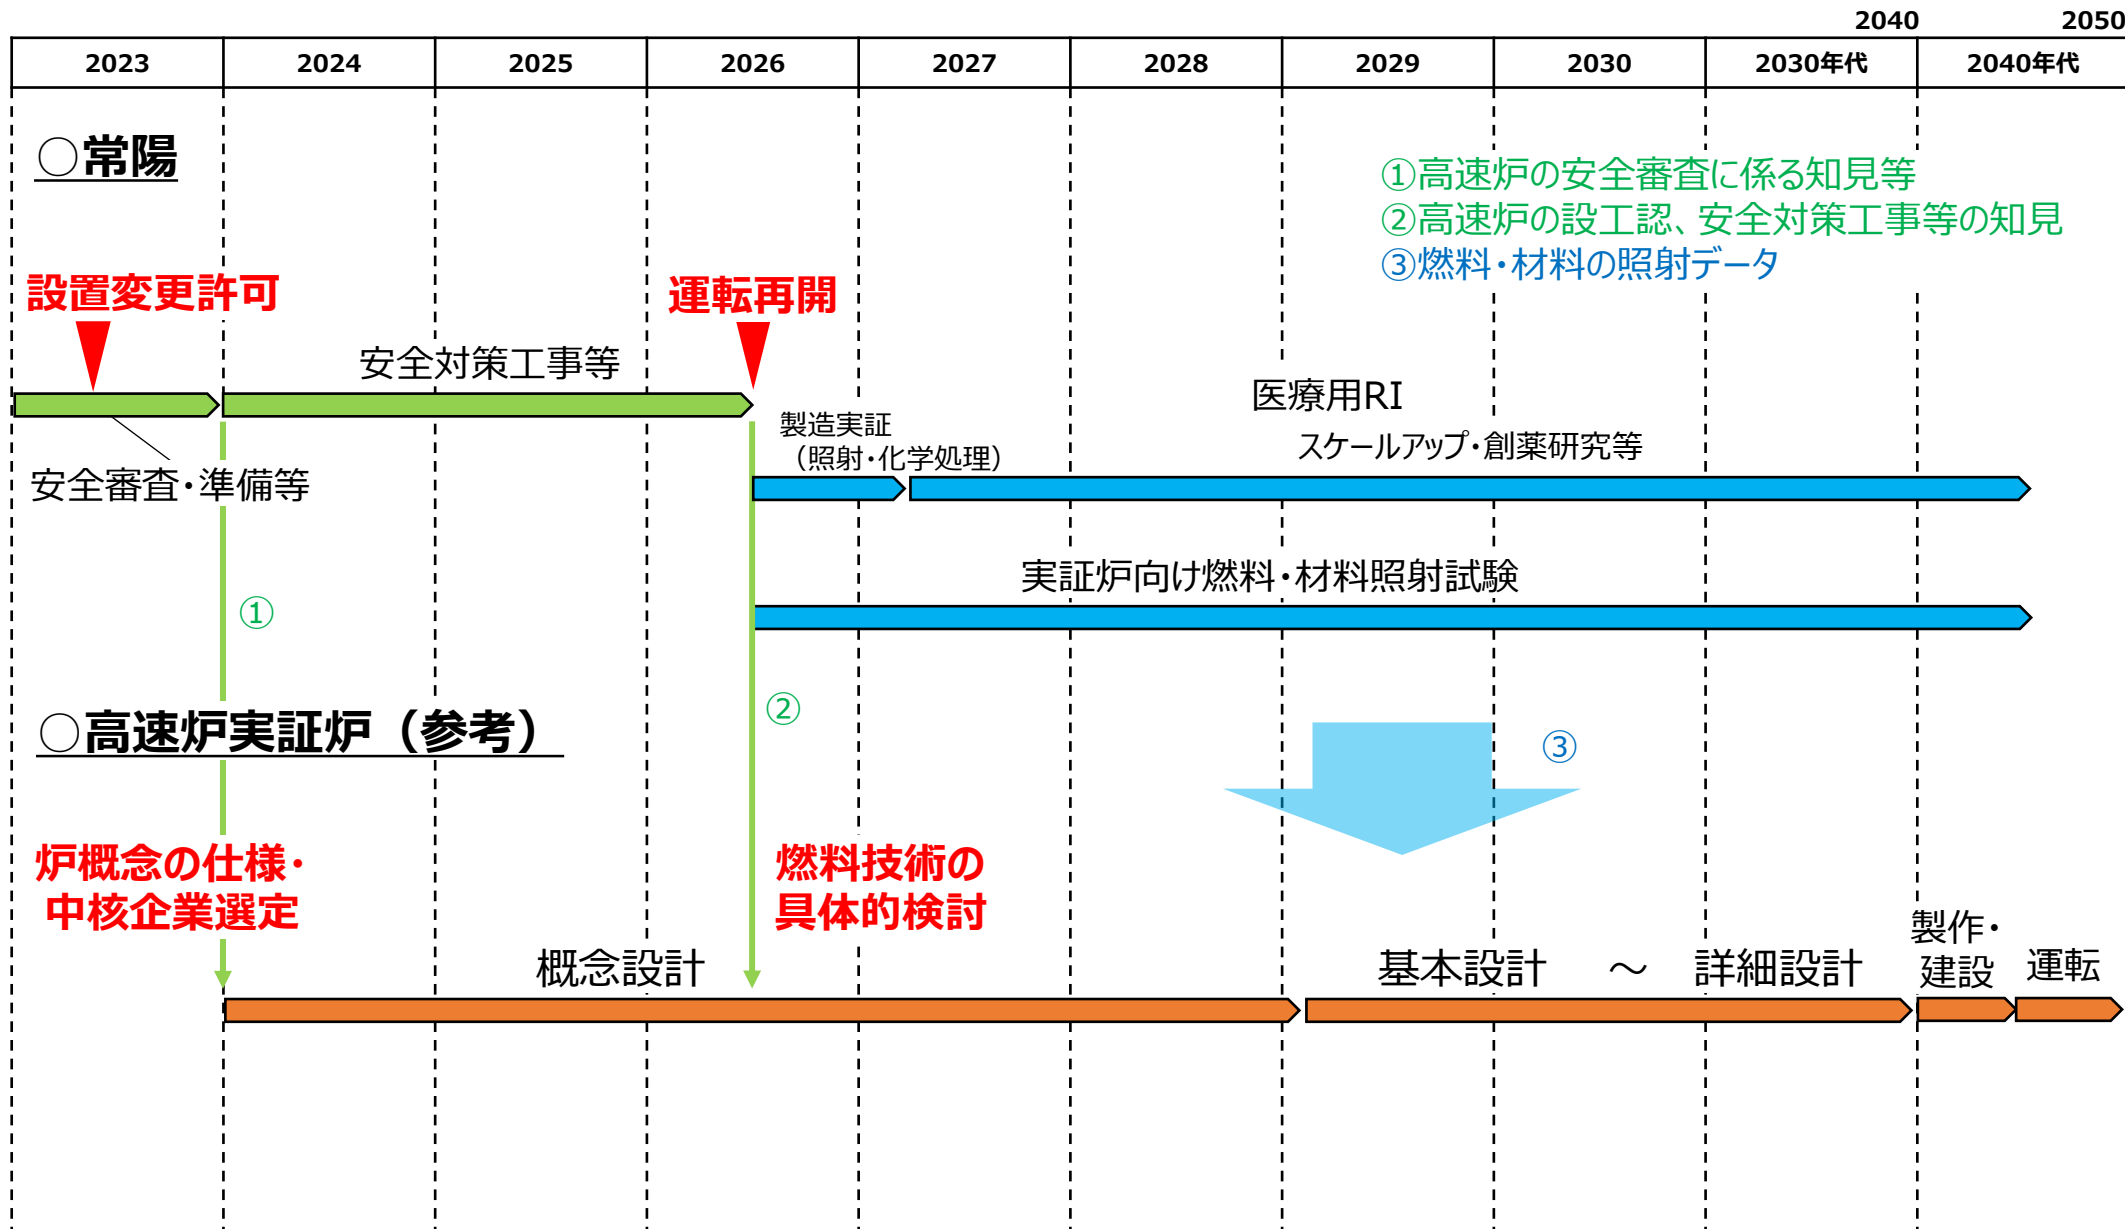 2040 2050
2023 2024 2025 2026 2027 2028 2029 2030 2030年代 2040年代
○常陽
①高速炉の安全審査に係る知見等
②高速炉の設工認、安全対策工事等の知見
③燃料・材料の照射データ
設置変更許可
運転再開
安全対策工事等
安全審査・準備等
製造実証
（照射・化学処理）
医療用RI
スケールアップ・創薬研究等
実証炉向け燃料・材料照射試験
①
②
③
○高速炉実証炉（参考）
炉概念の仕様・
中核企業選定
燃料技術の
具体的検討
概念設計
基本設計 ～ 詳細設計
製作・
建設
運転